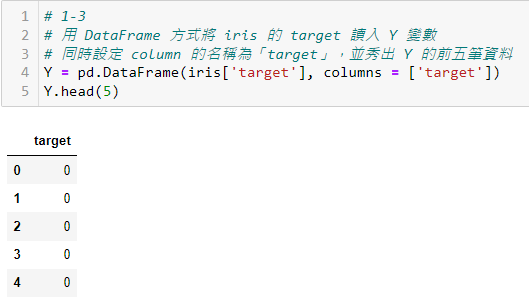 1 # 1-3
2 # 用 DataFrame 方式將 iris 的 target 讀入 Y 變數
3 # 同時設定 column 的名稱為「target」，並秀出 Y 的前五筆資料
4 Y = pd.DataFrame(iris['target'], columns = ['target'])
5 Y.head(5)
target
0 0
1 0
2 0
3 0
4 0